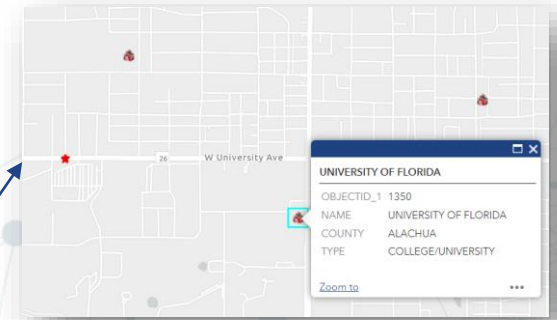 26 W University Ave
UNIVERSITY OF FLORIDA
OBJECTID_1 1350
NAME UNIVERSITY OF FLORIDA
COUNTY ALACHUA
TYPE COLLEGE/UNIVERSITY
Zoom to